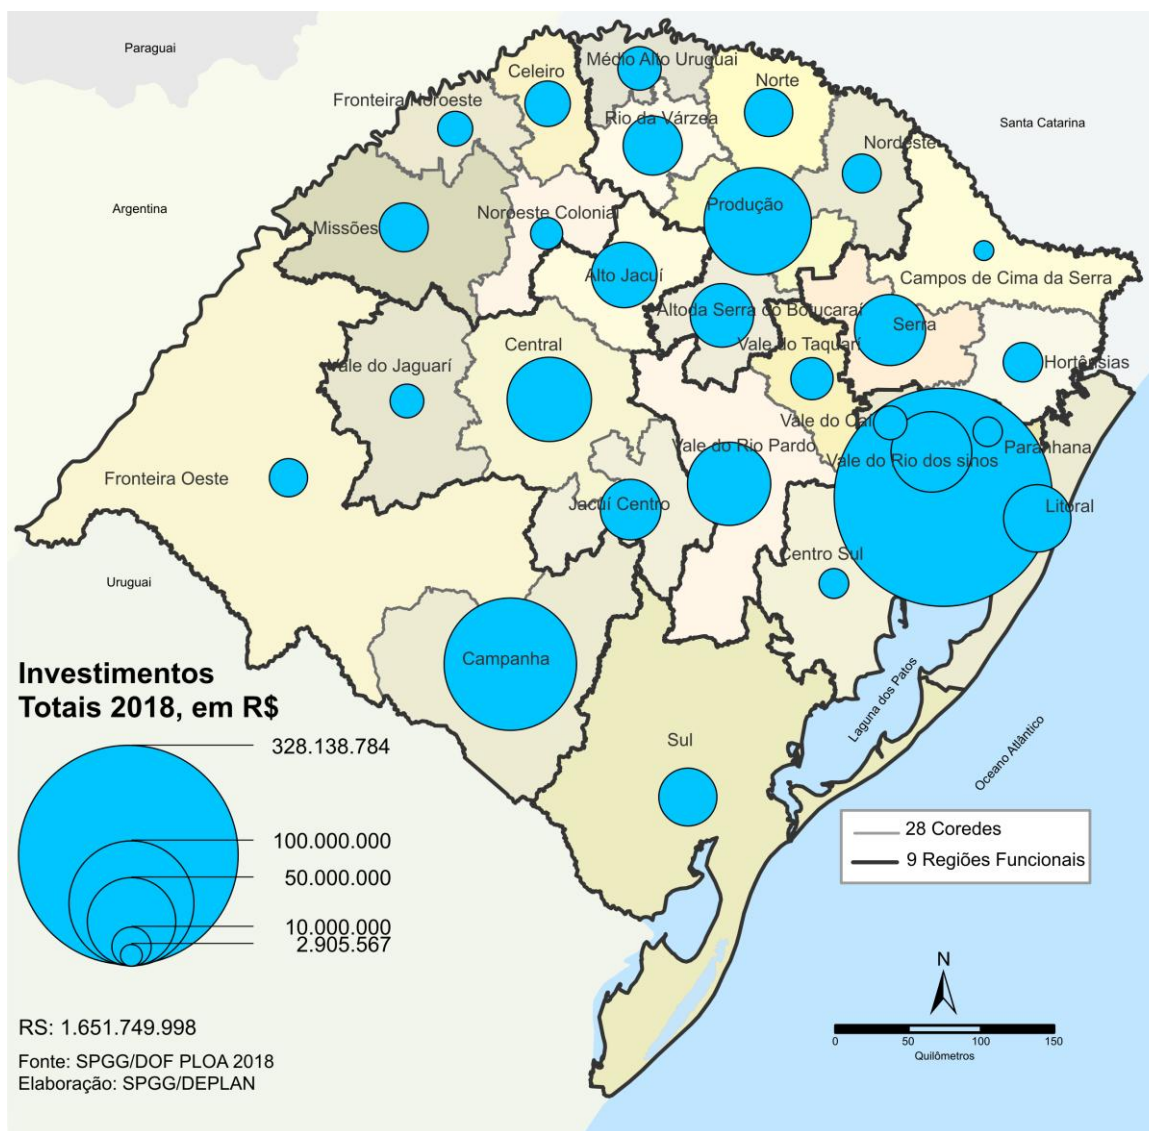 Paraguai
Médio Alto Uruguai
Celeiro
Norte
Fronteira Noroeste
Rio da Várzea
Santa Catarina
Nordeste
Argentina
Produção
Noroeste Colonial
Missões
Alto Jacuí
Campos de Cima da Serra
Altoda Serra do Botucaraí
Serra
Central
Vale do Taquari
Hortênsias
Vale do Jaguarí
Vale do Caí
Paranhana
Vale do Rio Pardo
Vale do Rio dos sinos
Fronteira Oeste
Jacuí Centro
Litoral
Centro Sul
Uruguai
Campanha
Investimentos
Totais 2018, em R$
Laguna dos Patos
Oceano Atlântico
Sul
328.138.784
100.000.000
50.000.000
10.000.000
2.905.567
28 Coredes
9 Regiões Funcionais
N
0 50 100 150
Quilômetros
RS: 1.651.749.998
Fonte: SPGG/DOF PLOA 2018
Elaboração: SPGG/DEPLAN